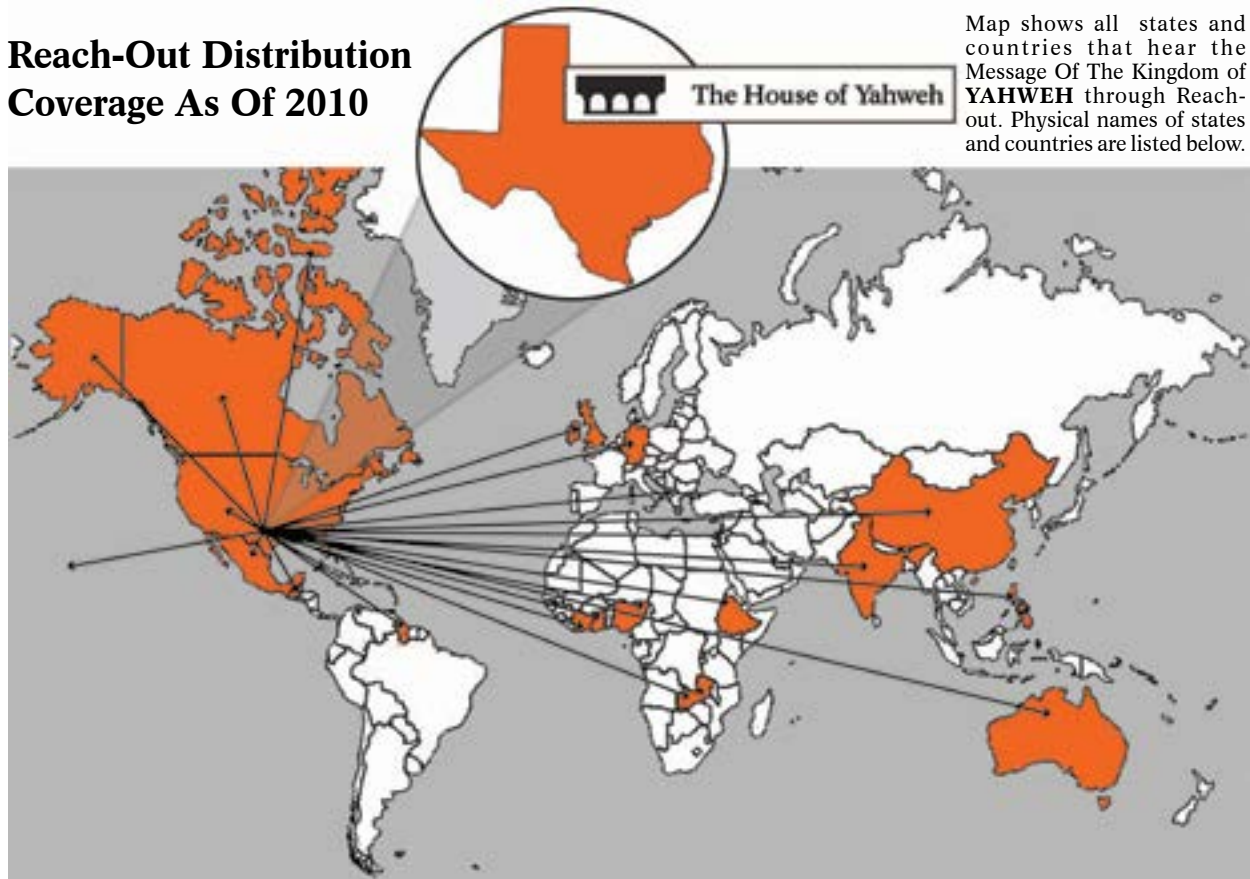 Reach-Out Distribution
Coverage As Of 2010
The House of Yahweh
Map shows all states and
countries that hear the
Message Of The Kingdom of
YAHWEH through Reach-
out. Physical names of states
and countries are listed below.